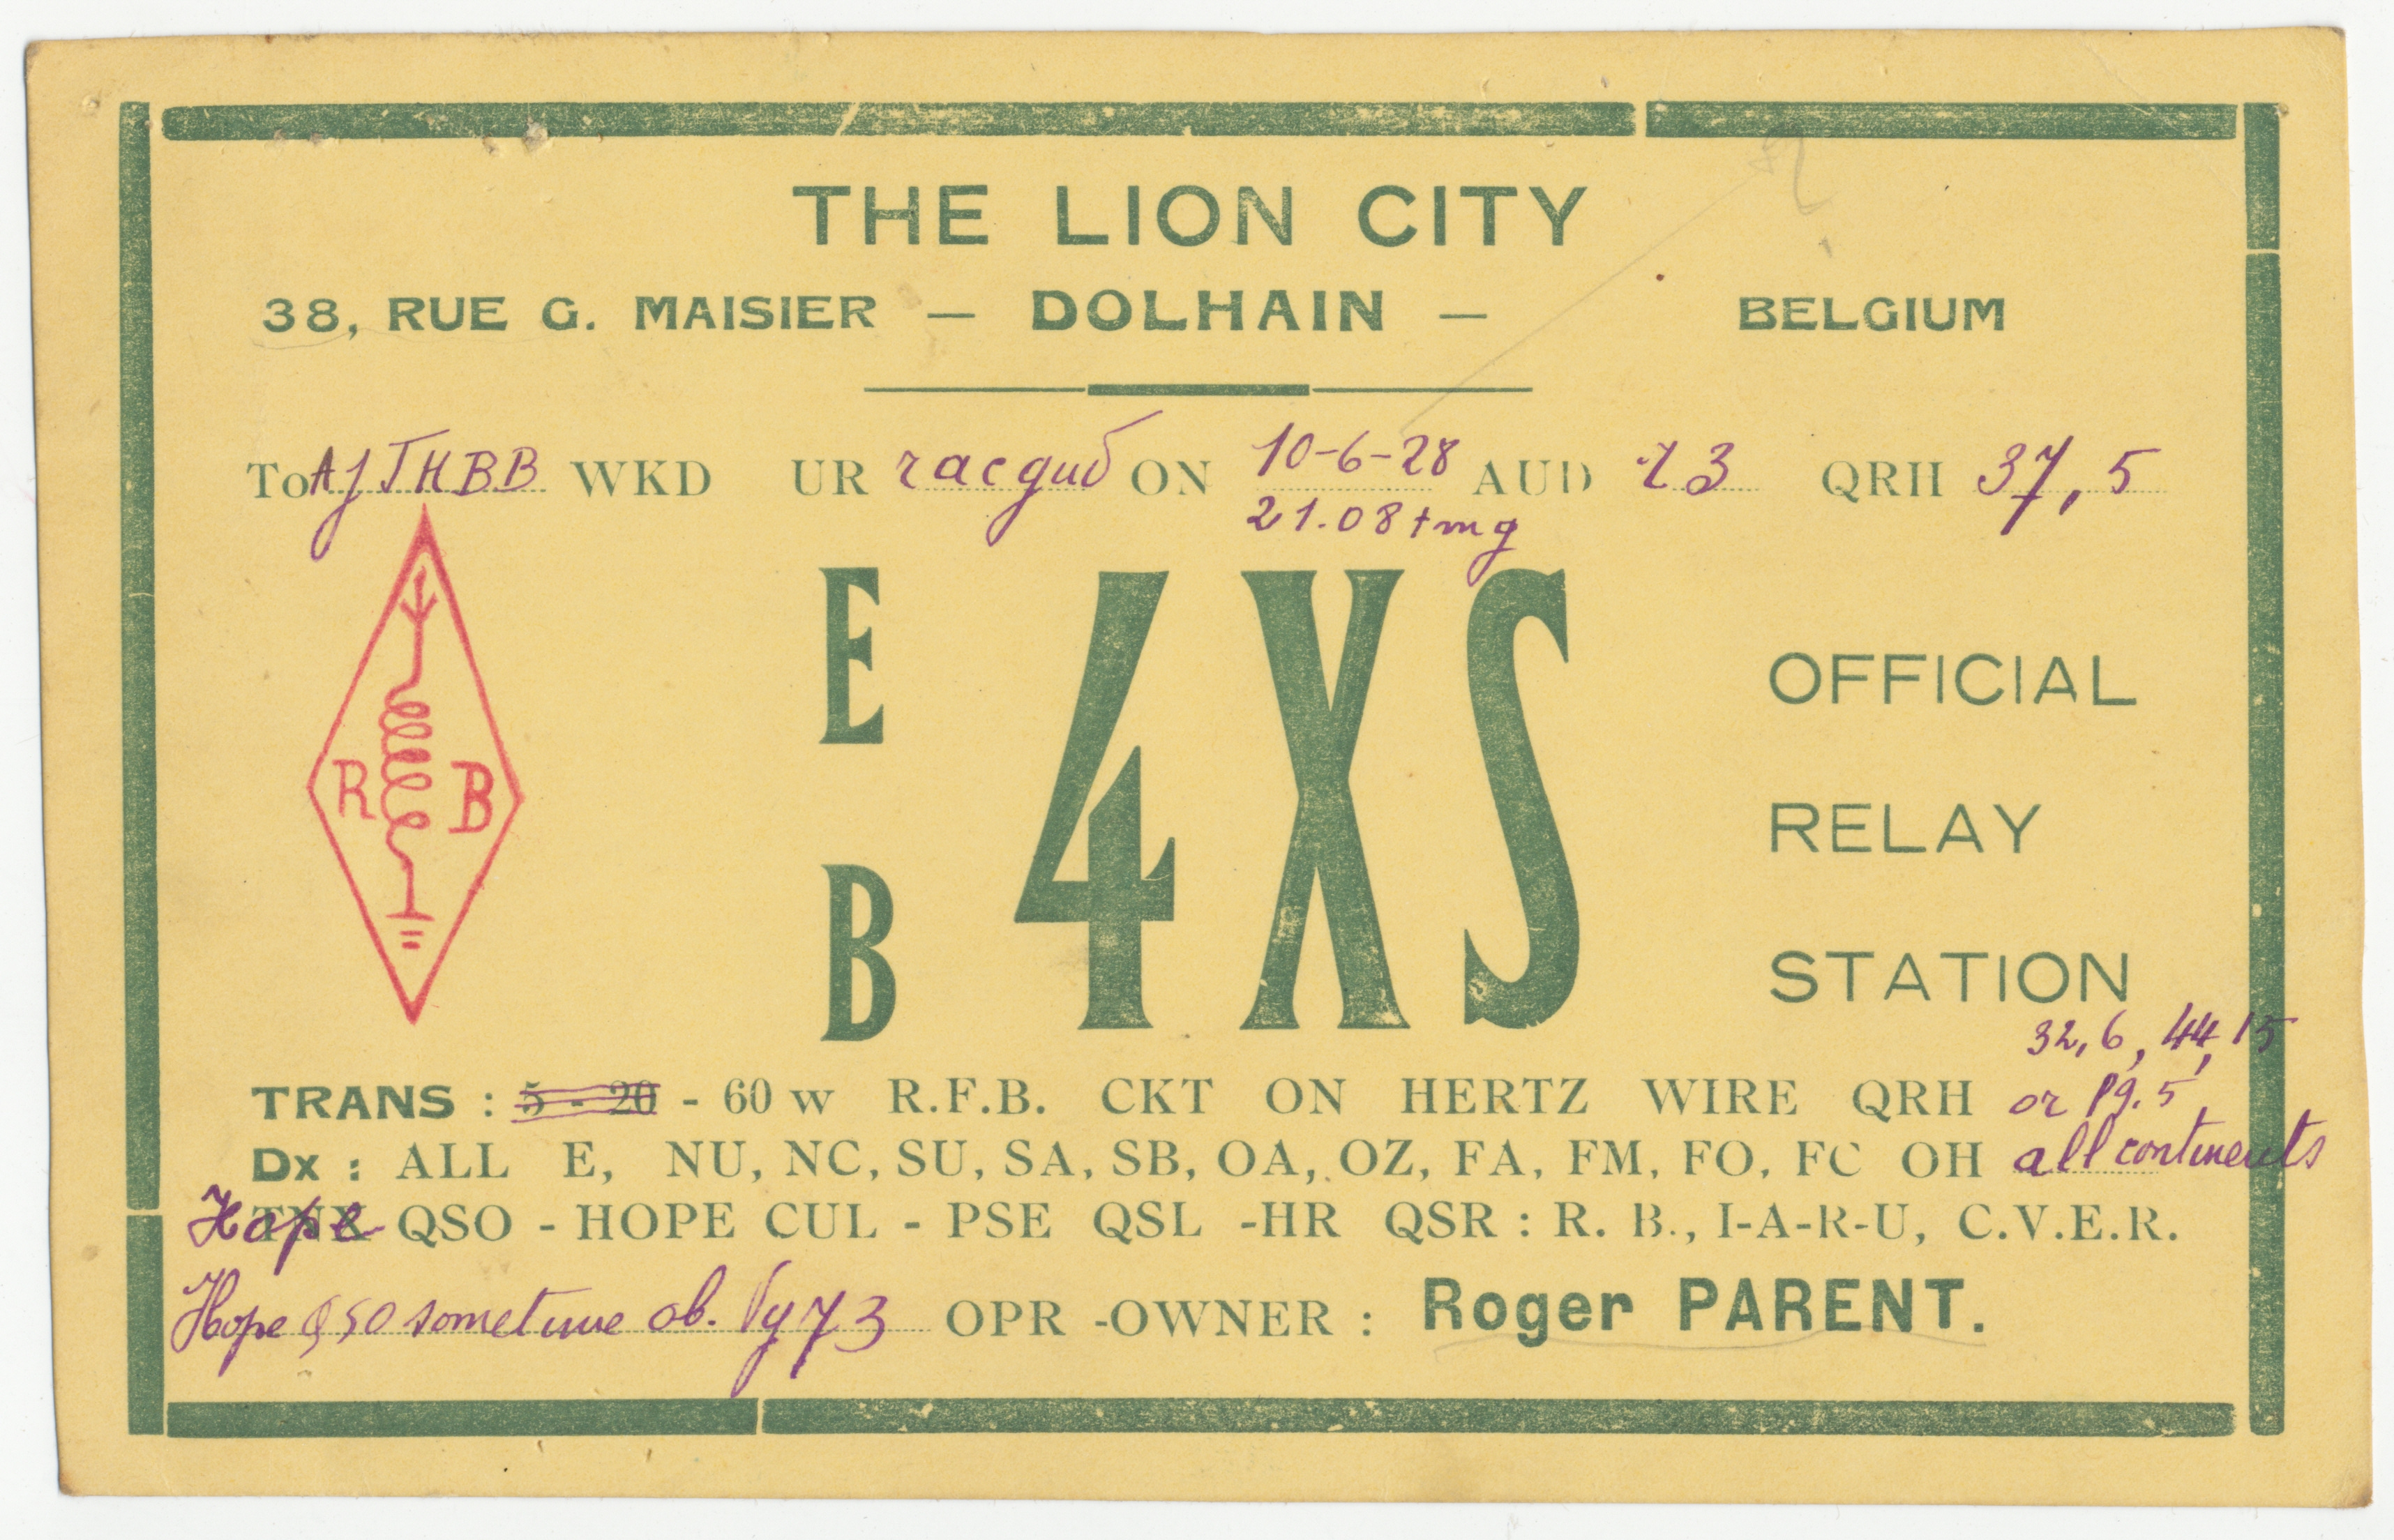 THE LION CITY
38, RUE G. MAISIER — DOLHAIN — BELGIUM
To AJ JHBB WKD UR rac gud ON 10-6-28 AUD r3 QRH 37,5
21.08 tmg
E
B
4XS
R B
OFFICIAL
RELAY
STATION
32,6, 44, 15
TRANS : 5 - 20 - 60 w R.F.B. CKT ON HERTZ WIRE QRH or 19.5
Dx : ALL E, NU, NC, SU, SA, SB, OA, OZ, FA, FM, FO, FC OH all continents
Hope TNX QSO - HOPE CUL - PSE QSL -HR QSR : R. B., I-A-R-U, C.V.E.R.
Hope QSO sometime ob. Vy 73 OPR -OWNER : Roger PARENT.